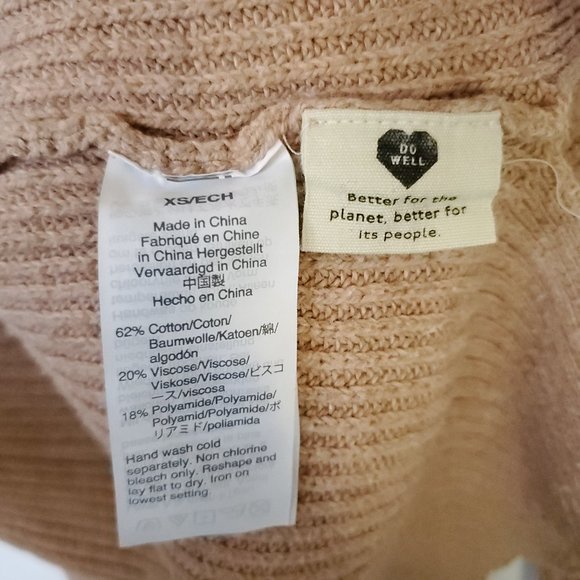 XS/ECH
Made in China
Fabriqué en Chine
in China Hergestellt
Vervaardigd in China
中国製
Hecho en China
62% Cotton/Coton/
Baumwolle/Katoen/綿/
algodón
20% Viscose/Viscose/
Viskose/Viscose/ビスコ
ース/viscosa
18% Polyamide/Polyamide/
Polyamid/Polyamide/ポ
リアミド/poliamida
Hand wash cold
separately. Non chlorine
bleach only. Reshape and
lay flat to dry. Iron on
lowest setting.
DO
WELL
Better for the
planet, better for
its people.